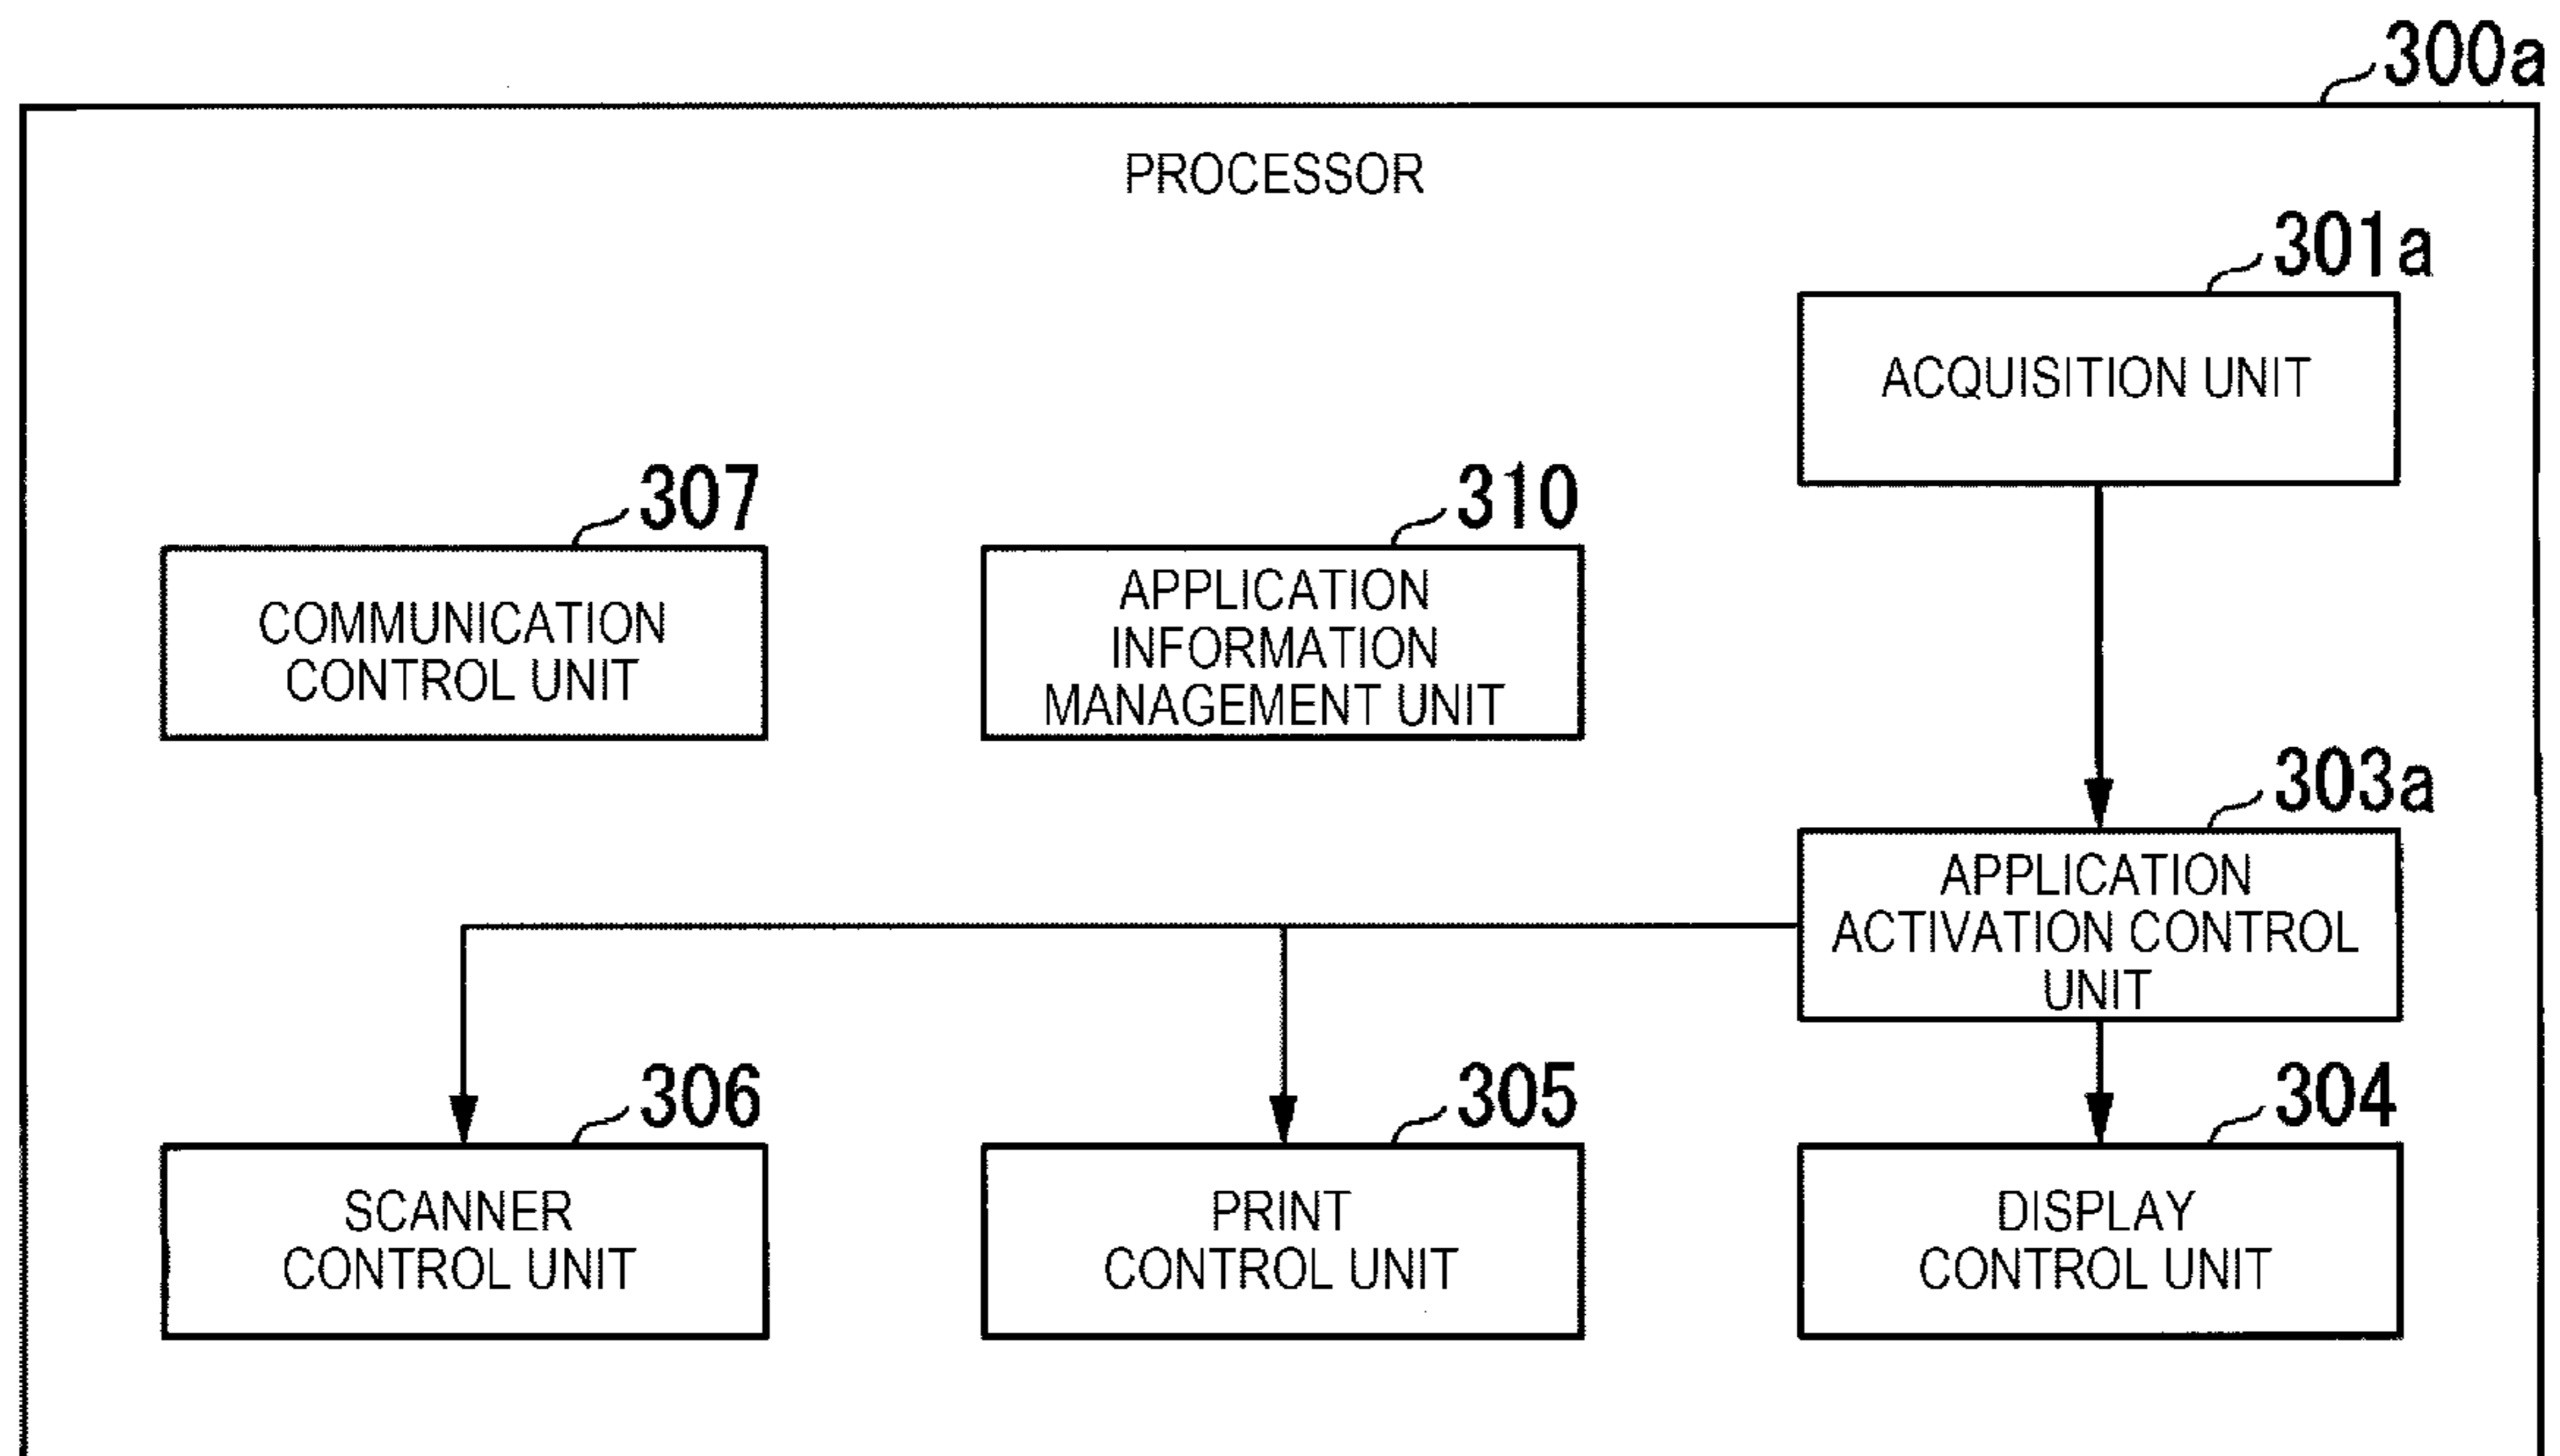 300a
PROCESSOR
301a
ACQUISITION UNIT
307
COMMUNICATION
CONTROL UNIT
310
APPLICATION
INFORMATION
MANAGEMENT UNIT
303a
APPLICATION
ACTIVATION CONTROL
UNIT
306
SCANNER
CONTROL UNIT
305
PRINT
CONTROL UNIT
304
DISPLAY
CONTROL UNIT